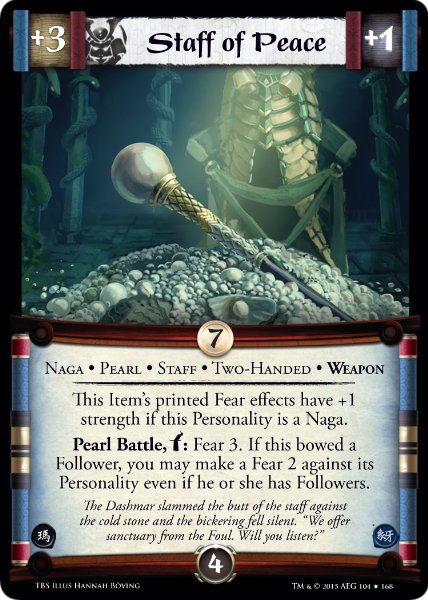 +3
Staff of Peace
+1
7
Naga • Pearl • Staff • Two-Handed • Weapon
This Item's printed Fear effects have +1
strength if this Personality is a Naga.
Pearl Battle, : Fear 3. If this bowed a
Follower, you may make a Fear 2 against its
Personality even if he or she has Followers.
The Dashmar slammed the butt of the staff against
the cold stone and the bickering fell silent. “We offer
sanctuary from the Foul. Will you listen?”
瑪
4
TBS Illus Hannah Böving
TM & © 2015 AEG 104 ★ 168